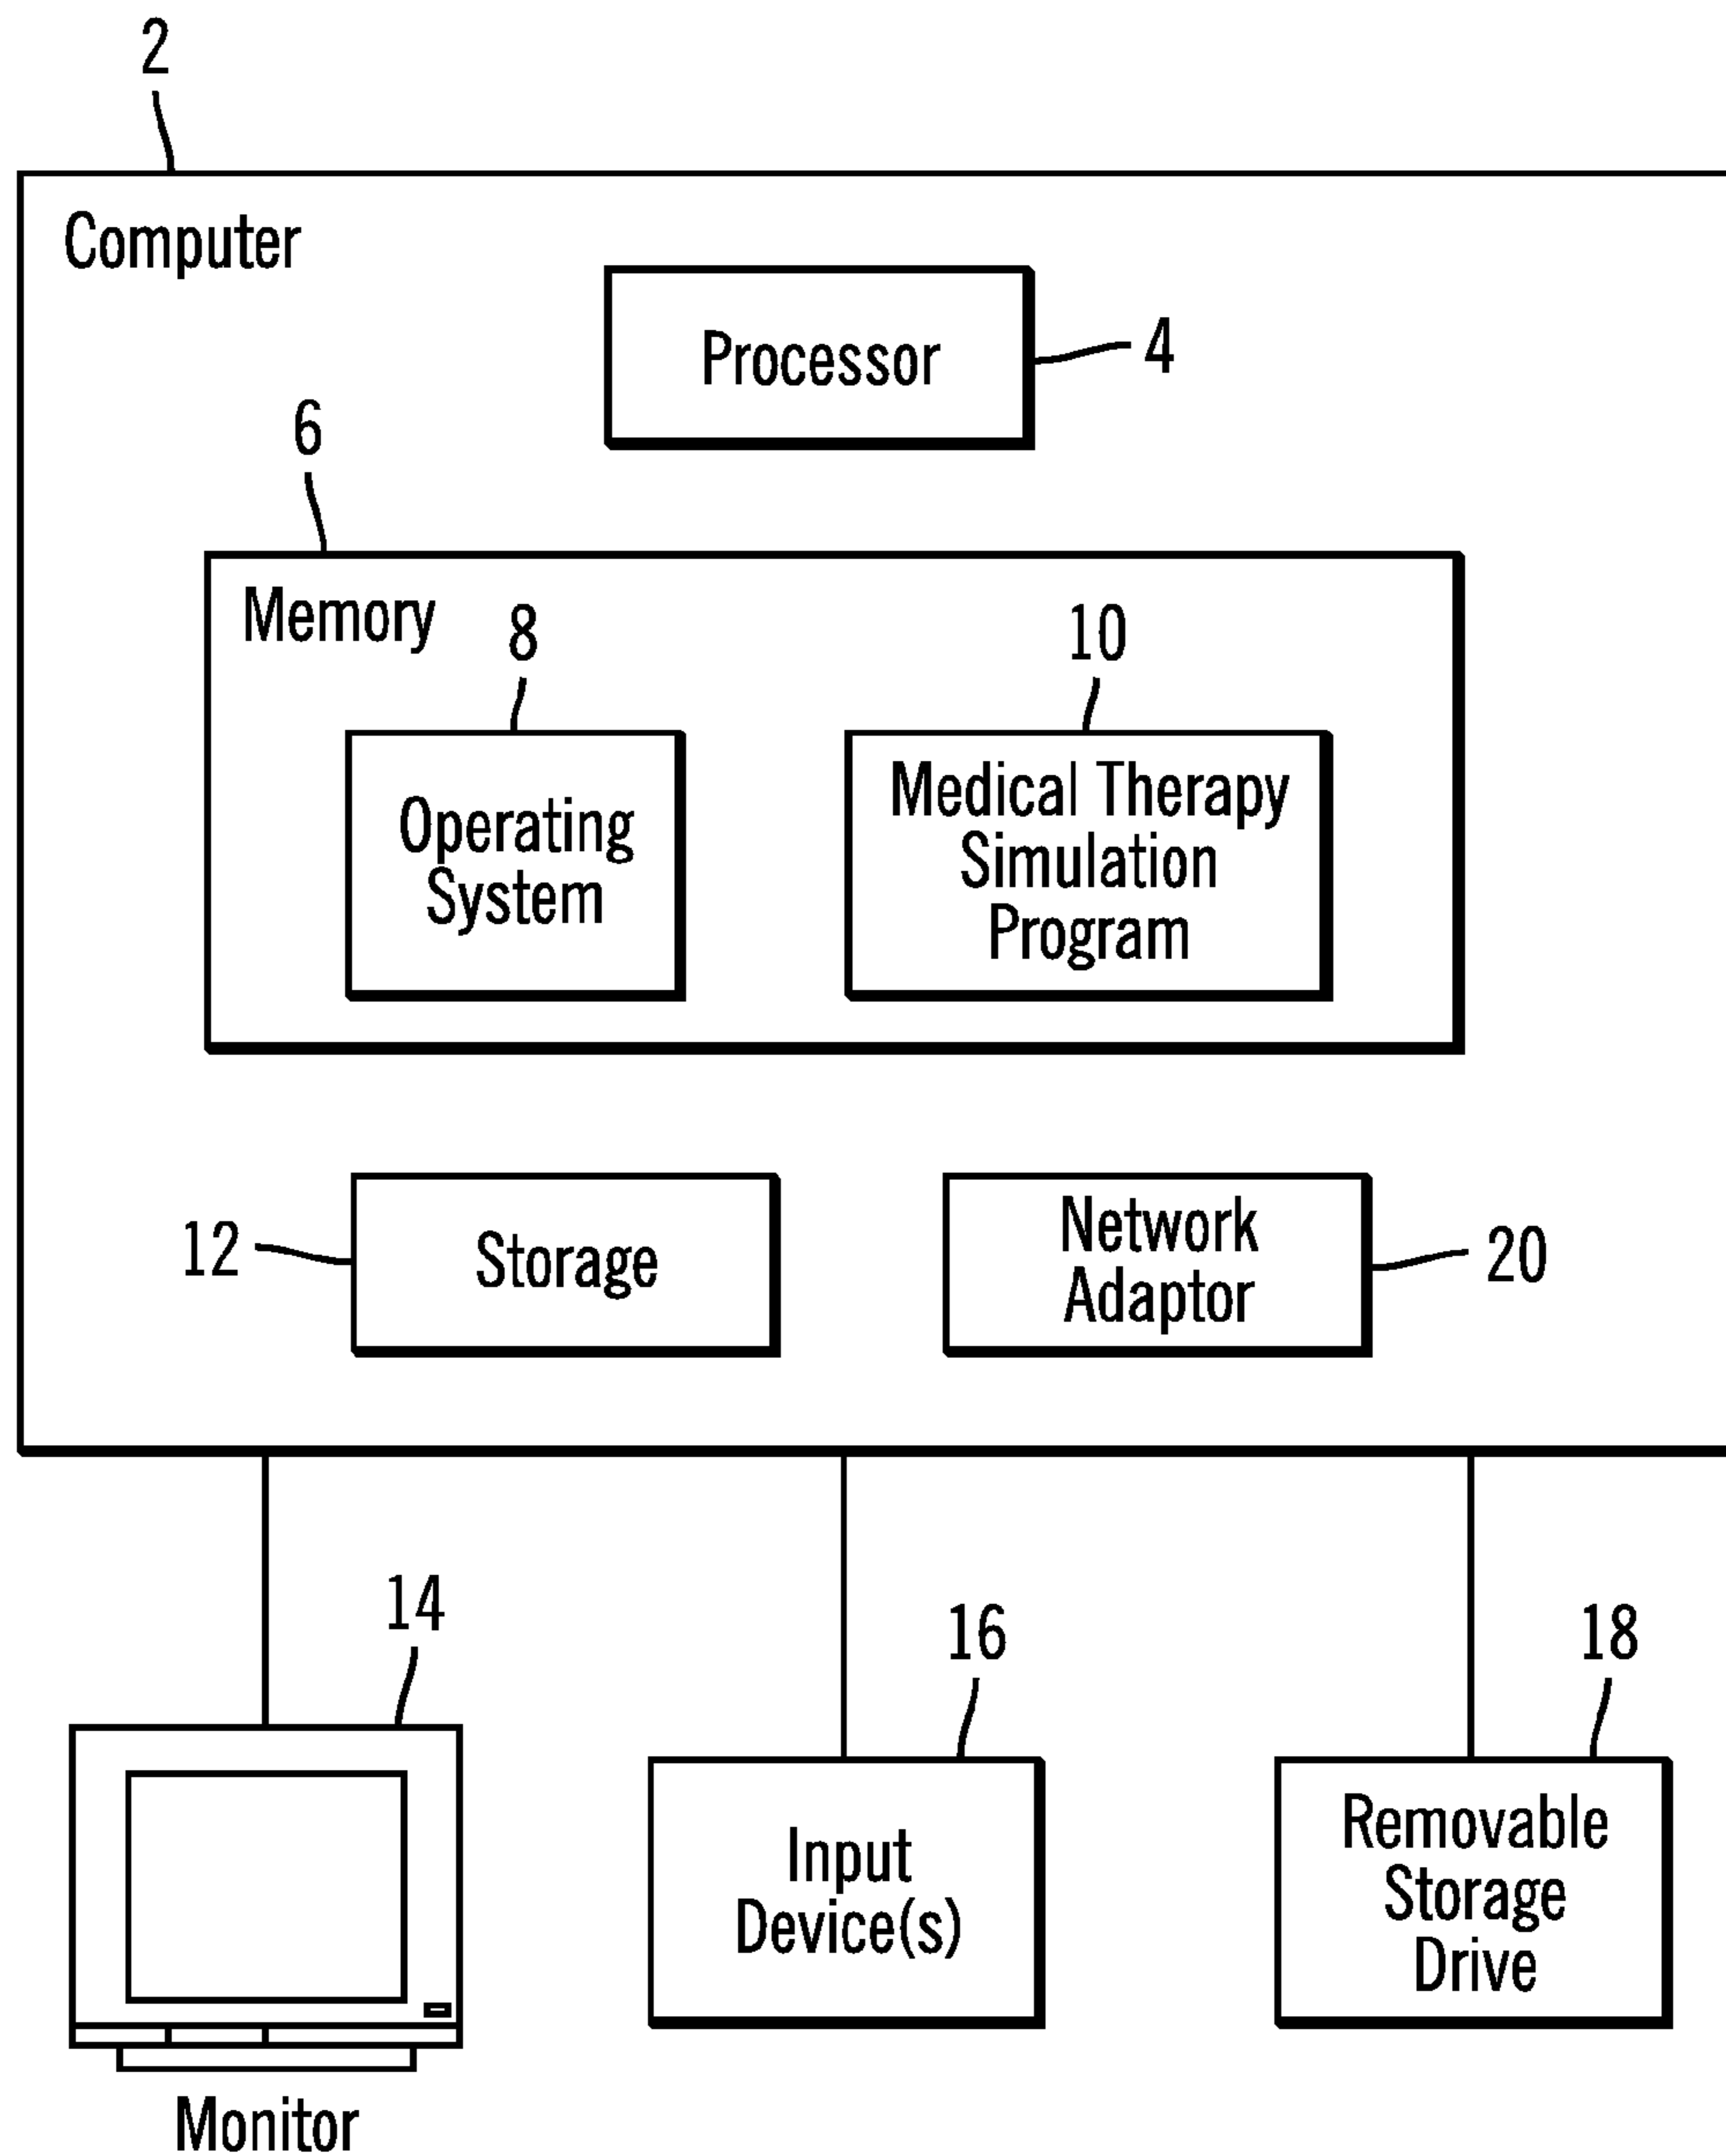 2
Computer
Processor
4
6
Memory
8
10
Operating
System
Medical Therapy
Simulation
Program
12
Storage
Network
Adaptor
20
14
16
18
Monitor
Input
Device(s)
Removable
Storage
Drive